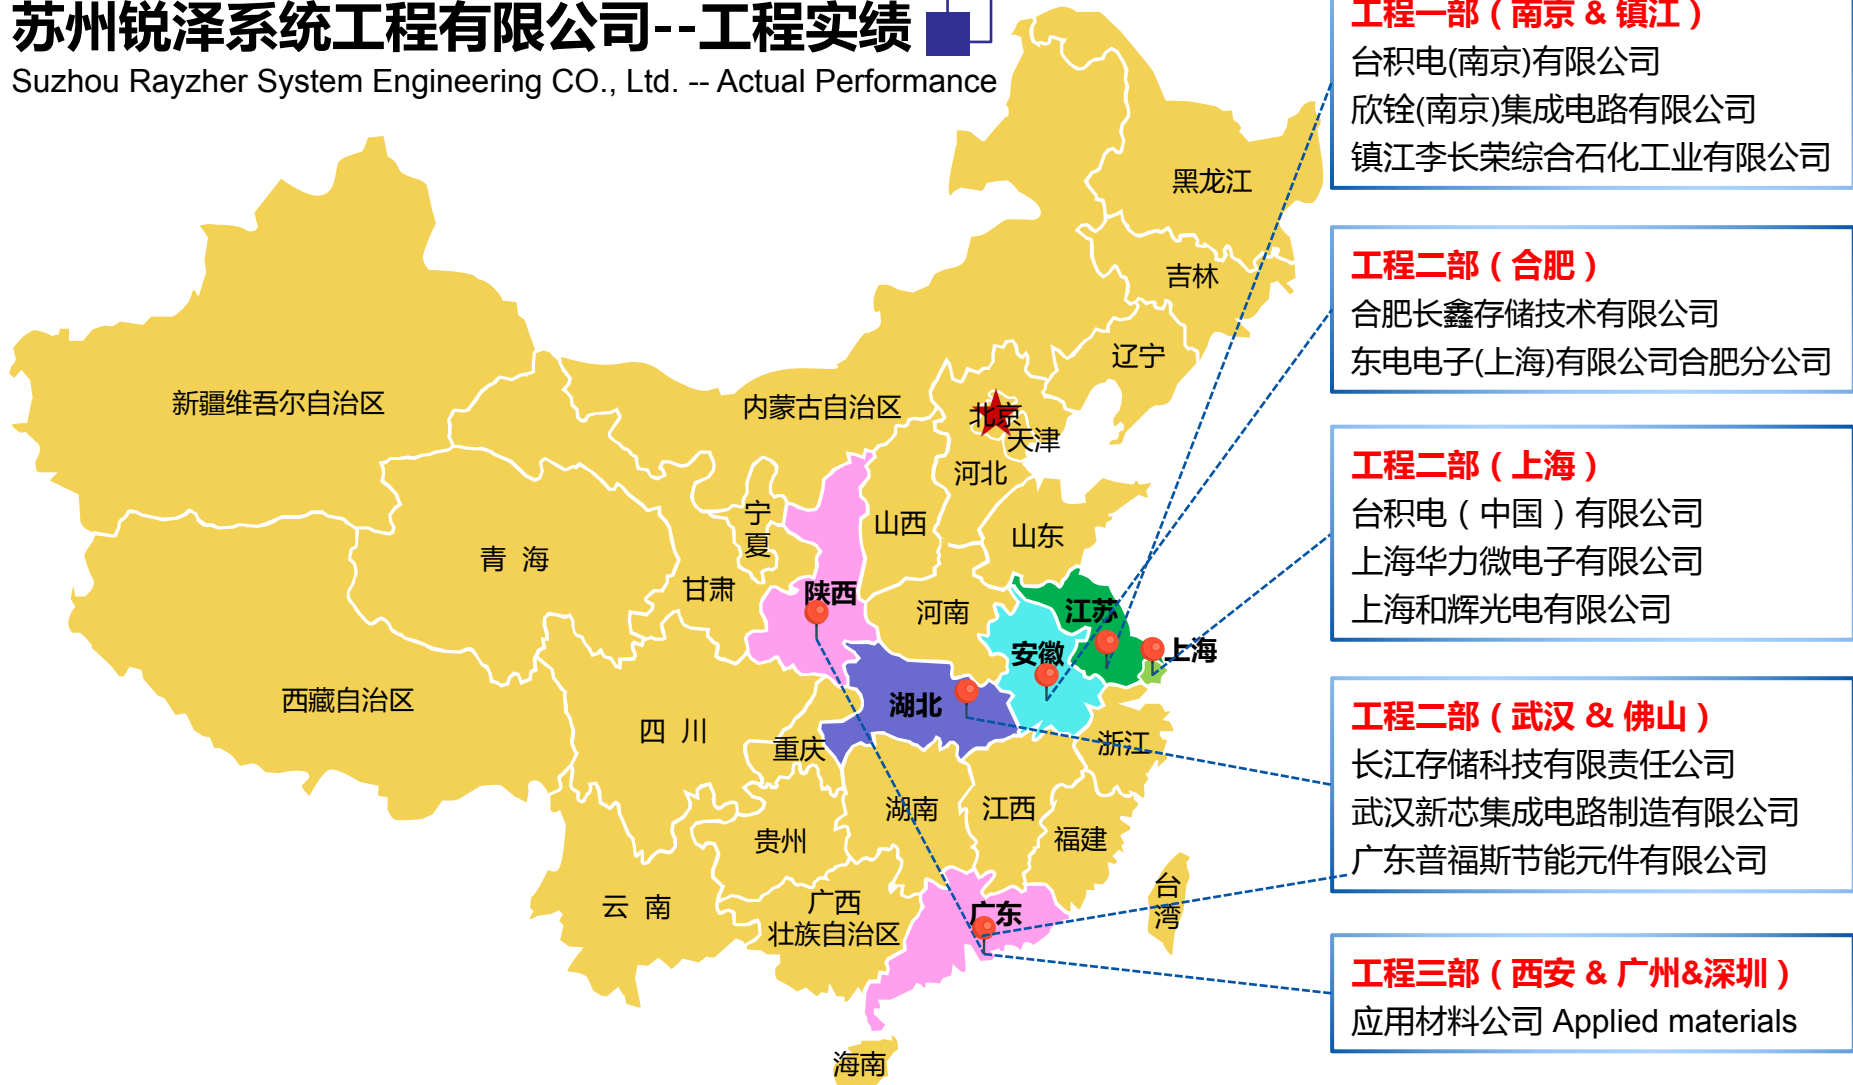 苏州锐泽系统工程有限公司--工程实绩
Suzhou Rayzher System Engineering CO., Ltd. -- Actual Performance
工程一部（南京 & 镇江）
台积电(南京)有限公司
欣铨(南京)集成电路有限公司
镇江李长荣综合石化工业有限公司
工程二部（合肥）
合肥长鑫存储技术有限公司
东电电子(上海)有限公司合肥分公司
工程二部（上海）
台积电（中国）有限公司
上海华力微电子有限公司
上海和辉光电有限公司
工程二部（武汉 & 佛山）
长江存储科技有限责任公司
武汉新芯集成电路制造有限公司
广东普福斯节能元件有限公司
工程三部（西安 & 广州&深圳）
应用材料公司 Applied materials
黑龙江
吉林
辽宁
新疆维吾尔自治区
内蒙古自治区
北京
天津
河北
宁
夏
山西
山东
青 海
甘肃
陕西
河南
江苏
安徽
上海
西藏自治区
湖北
四 川
重庆
浙江
湖南
江西
贵州
福建
云 南
广西
壮族自治区
广东
台
湾
海南